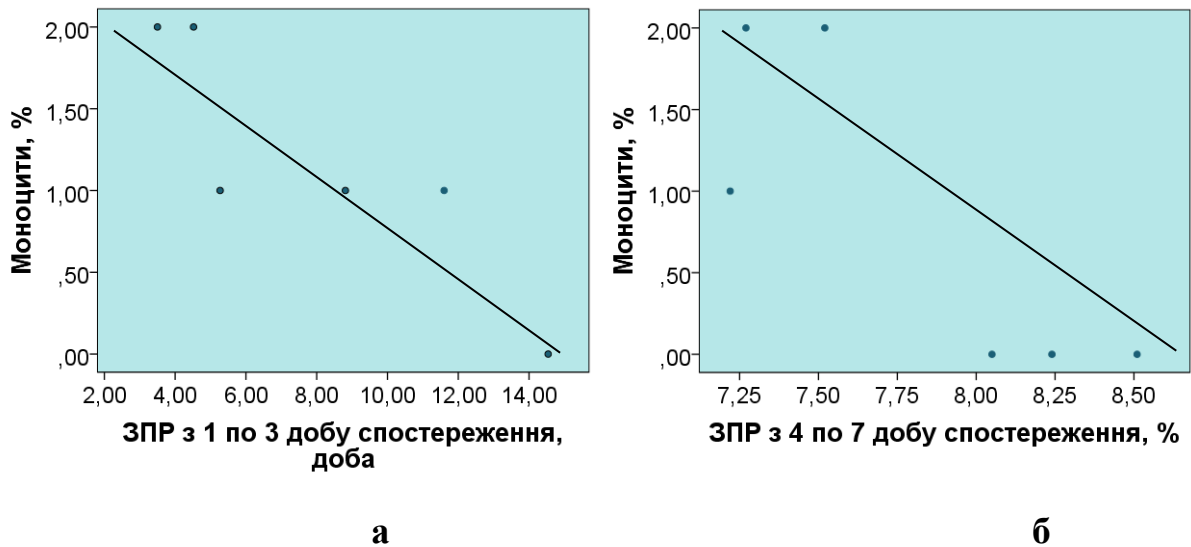 Моноцити, %
2,00
1,50
1,00
,50
,00
2,00 4,00 6,00 8,00 10,00 12,00 14,00
ЗПР з 1 по 3 добу спостереження,
доба
а
Моноцити, %
2,00
1,50
1,00
,50
,00
7,25 7,50 7,75 8,00 8,25 8,50
ЗПР з 4 по 7 добу спостереження, %
б